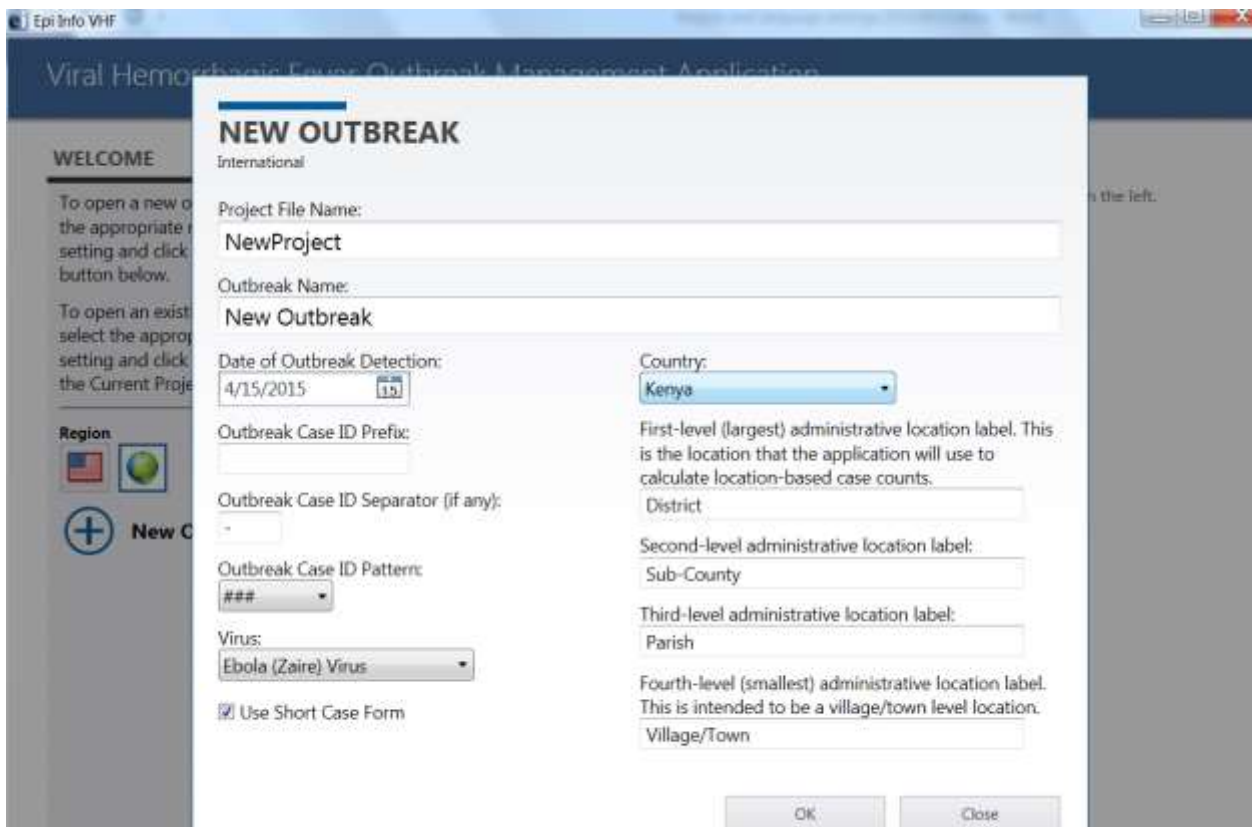 Epi Info VHF
Viral Hemorrhagic Fever Outbreak Management Application
WELCOME
To open a new o
the appropriate r
setting and click
button below.
To open an exist
select the approp
setting and click
the Current Proje
Region
New O
n the left.
NEW OUTBREAK
International
Project File Name:
NewProject
Outbreak Name:
New Outbreak
Date of Outbreak Detection:
4/15/2015
15
Outbreak Case ID Prefix:
Outbreak Case ID Separator (if any):
-
Outbreak Case ID Pattern:
###
Virus:
Ebola (Zaire) Virus
Use Short Case Form
Country:
Kenya
First-level (largest) administrative location label. This
is the location that the application will use to
calculate location-based case counts.
District
Second-level administrative location label:
Sub-County
Third-level administrative location label:
Parish
Fourth-level (smallest) administrative location label.
This is intended to be a village/town level location.
Village/Town
OK
Close